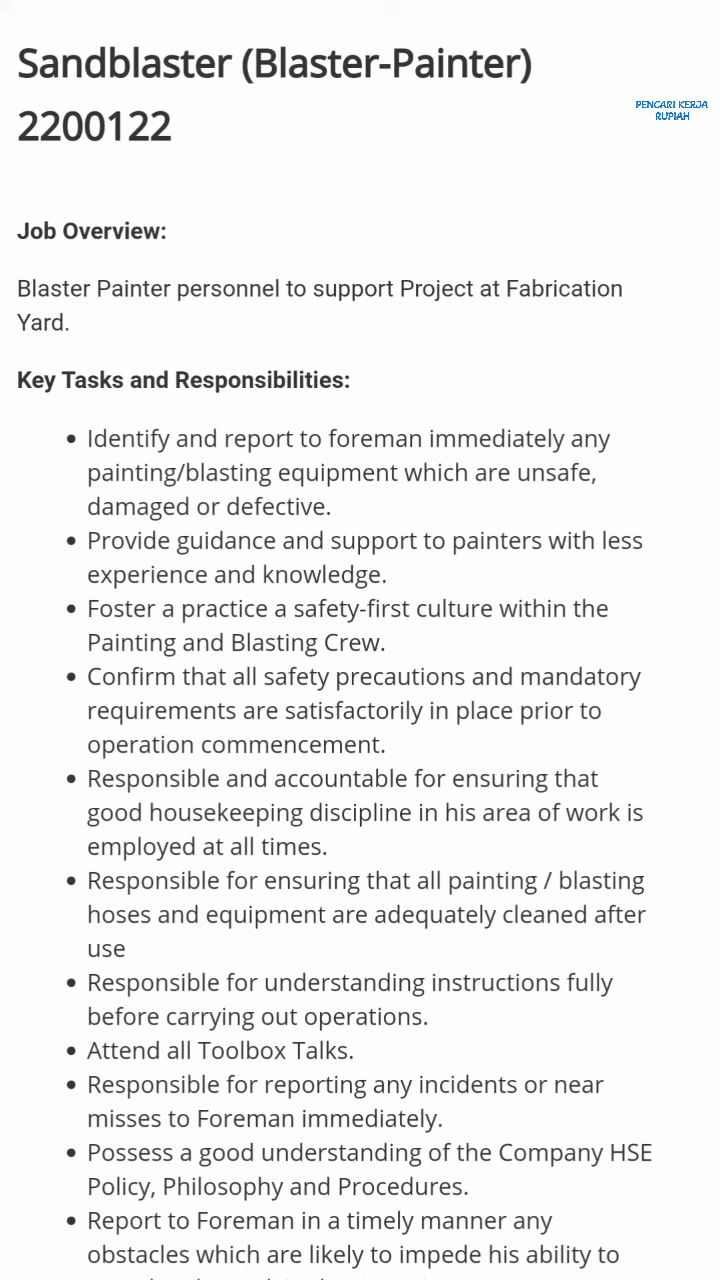 Sandblaster (Blaster-Painter)
2200122
PENCARI KERJA
RUPIAH
Job Overview:
Blaster Painter personnel to support Project at Fabrication
Yard.
Key Tasks and Responsibilities:
• Identify and report to foreman immediately any
painting/blasting equipment which are unsafe,
damaged or defective.
• Provide guidance and support to painters with less
experience and knowledge.
• Foster a practice a safety-first culture within the
Painting and Blasting Crew.
• Confirm that all safety precautions and mandatory
requirements are satisfactorily in place prior to
operation commencement.
• Responsible and accountable for ensuring that
good housekeeping discipline in his area of work is
employed at all times.
• Responsible for ensuring that all painting / blasting
hoses and equipment are adequately cleaned after
use
• Responsible for understanding instructions fully
before carrying out operations.
• Attend all Toolbox Talks.
• Responsible for reporting any incidents or near
misses to Foreman immediately.
• Possess a good understanding of the Company HSE
Policy, Philosophy and Procedures.
• Report to Foreman in a timely manner any
obstacles which are likely to impede his ability to